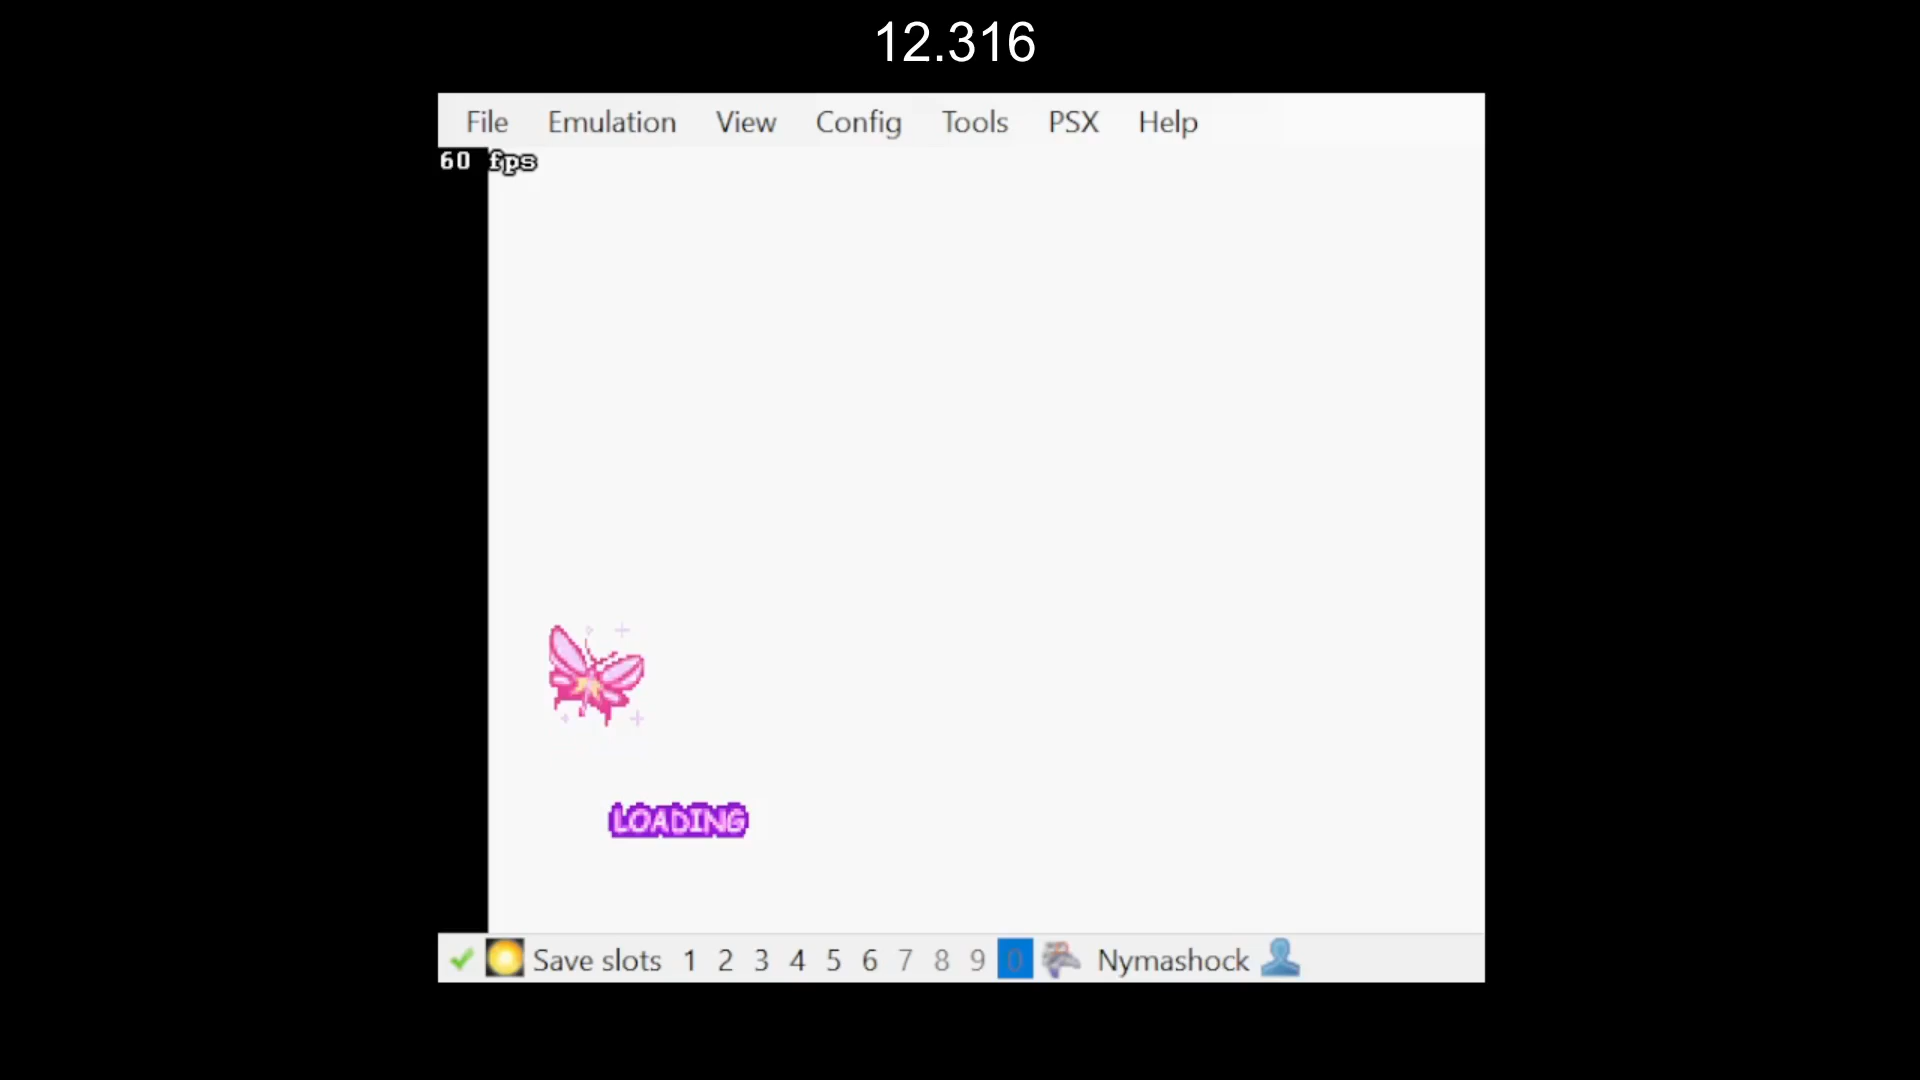 12.316
File Emulation View Config Tools PSX Help
60 fps
LOADING
Save slots 1 2 3 4 5 6 7 8 9 0 Nymashock